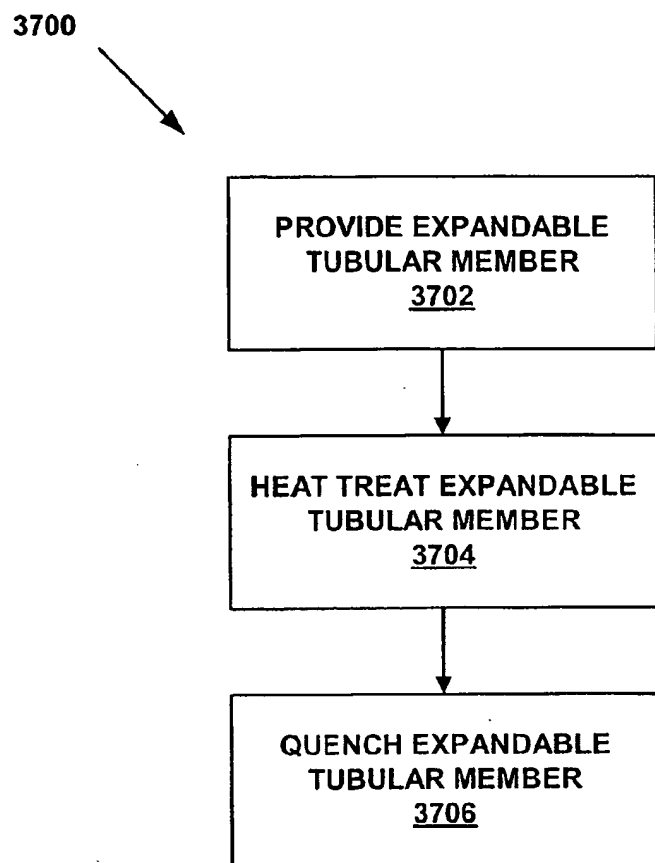 3700
PROVIDE EXPANDABLE
TUBULAR MEMBER
3702
HEAT TREAT EXPANDABLE
TUBULAR MEMBER
3704
QUENCH EXPANDABLE
TUBULAR MEMBER
3706